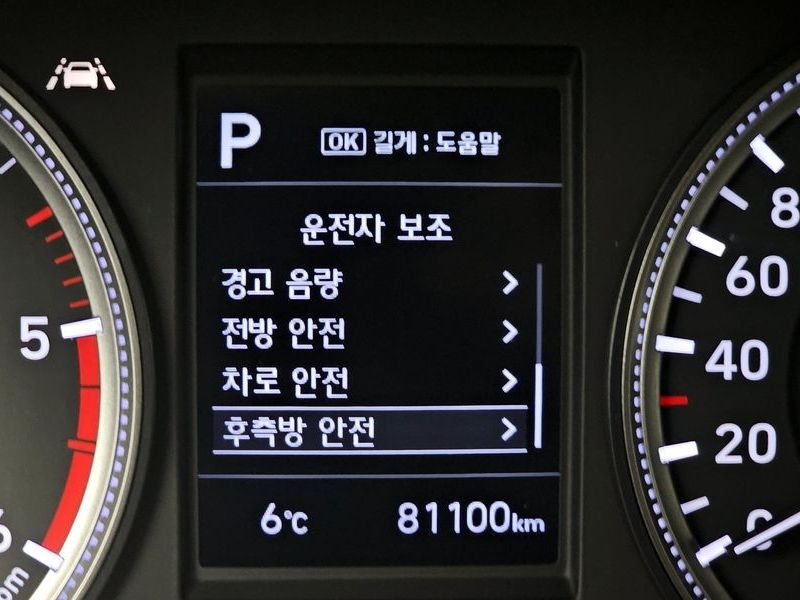 P
OK 길게 : 도움말
운전자 보조
경고 음량
전방 안전
차로 안전
후측방 안전
6°C 81100km
5
6
80
60
40
20
0